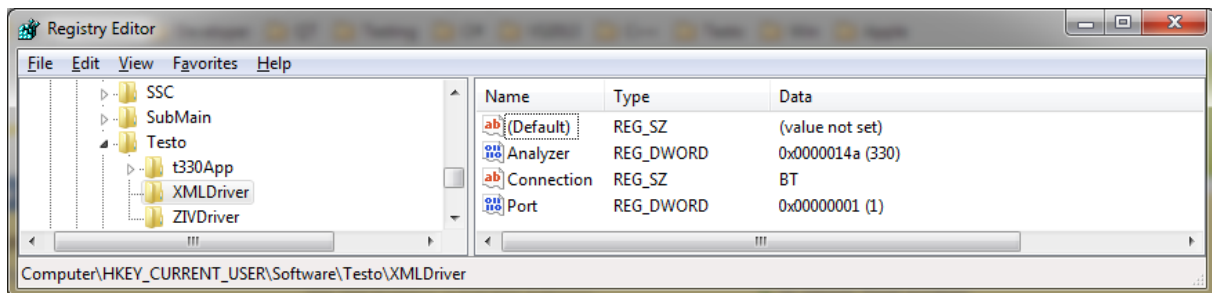 Registry Editor
File Edit View Favorites Help
SSC
SubMain
Testo
t330App
XMLDriver
ZIVDriver
Name Type Data
(Default) REG_SZ (value not set)
Analyzer REG_DWORD 0x0000014a (330)
Connection REG_SZ BT
Port REG_DWORD 0x00000001 (1)
Computer\HKEY_CURRENT_USER\Software\Testo\XMLDriver